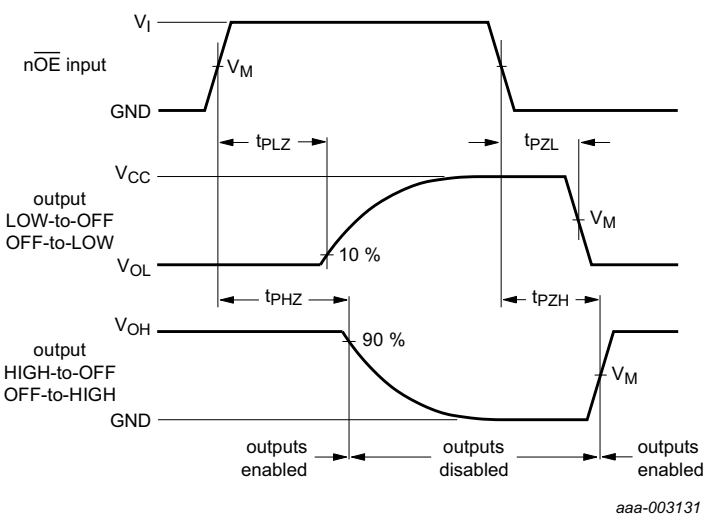 V_I
nO̅E̅ input
V_M
GND
t_PLZ
t_PZL
V_CC
output
LOW-to-OFF
OFF-to-LOW
V_M
10 %
V_OL
t_PHZ
t_PZH
V_OH
90 %
output
HIGH-to-OFF
OFF-to-HIGH
V_M
GND
outputs
enabled
outputs
disabled
outputs
enabled
aaa-003131